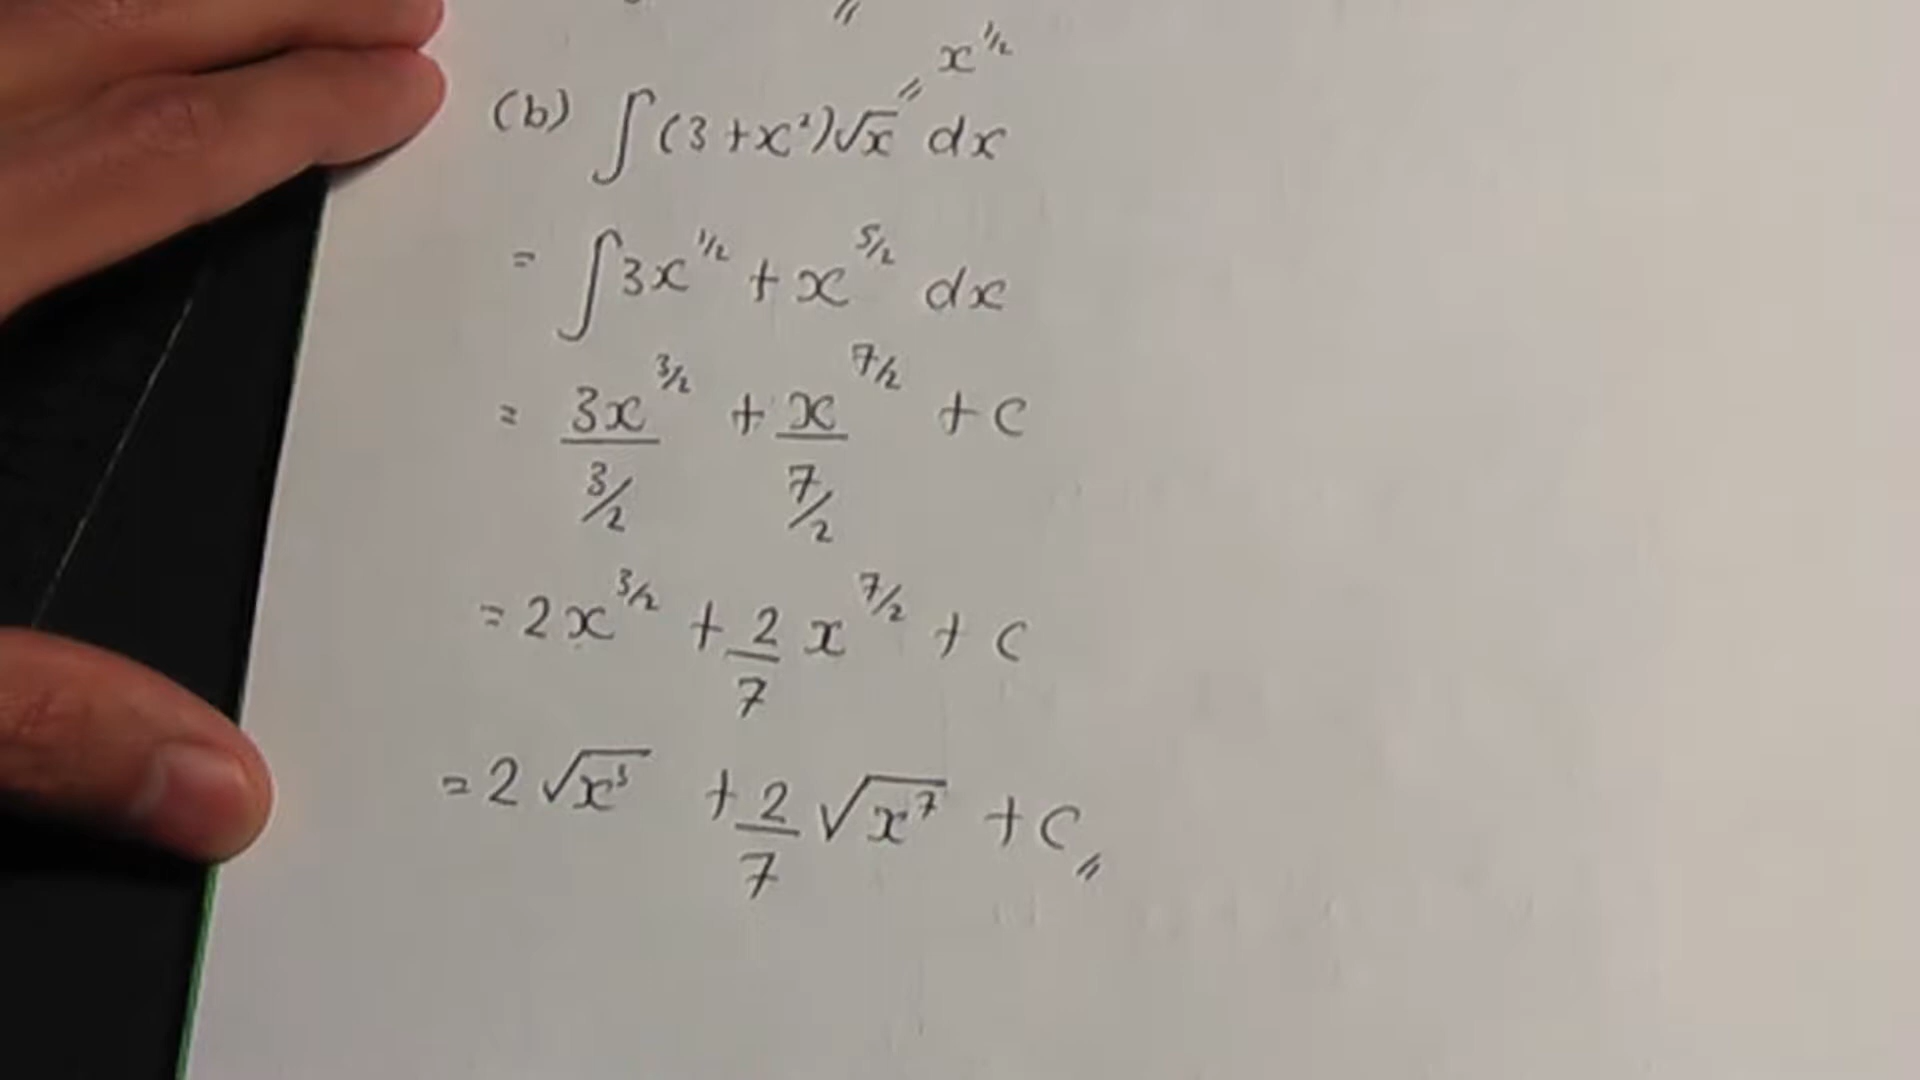 x^{1/2}
(b) ∫(3+x²)√x dx
= ∫3x^{1/2} + x^{5/2} dx
= 3x^{3/2}/(3/2) + x^{7/2}/(7/2) + C
= 2x^{3/2} + 2/7 x^{7/2} + C
= 2√x³ + 2/7 √x⁷ + C